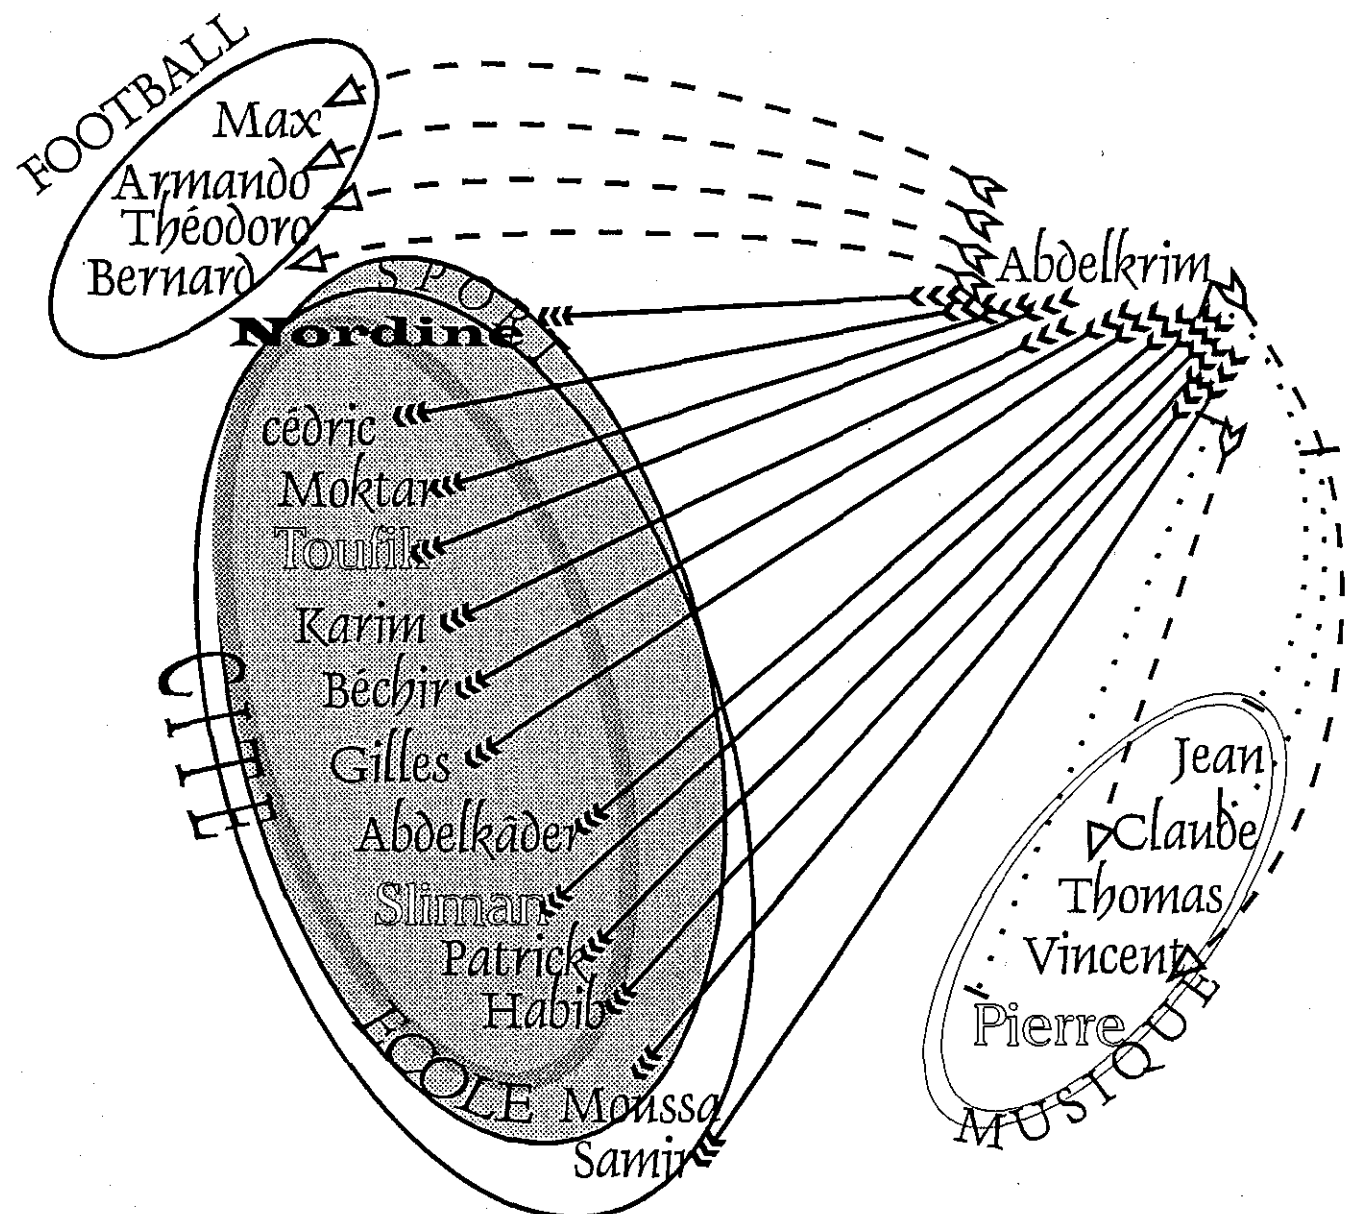 FOOTBALL
Max
Armando
Théodoro
Bernard
Abdelkrim
SPORT
Nordine
cédric
Moktar
Toufik
Karim
Béchir
Gilles
Abdelkâder
Sliman
Patrick
Habib
Moussa
Samir
CITE
ECOLE
Jean
Claude
Thomas
Vincent
Pierre
MUSIQUE